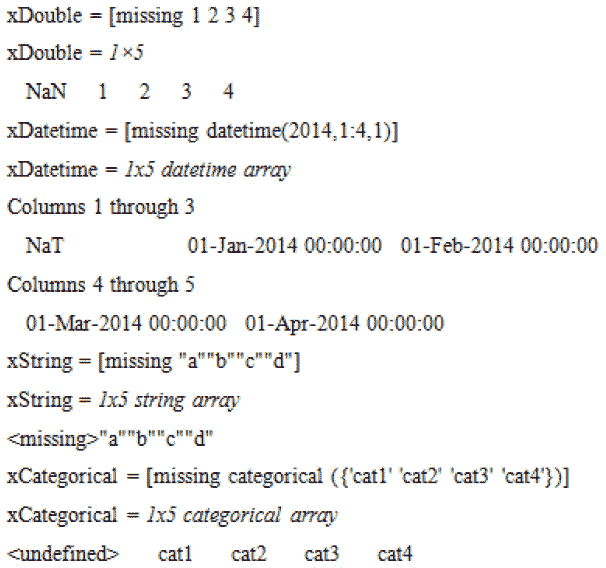 xDouble = [missing 1 2 3 4]
xDouble = 1×5
NaN 1 2 3 4
xDatetime = [missing datetime(2014,1:4,1)]
xDatetime = 1x5 datetime array
Columns 1 through 3
NaT 01-Jan-2014 00:00:00 01-Feb-2014 00:00:00
Columns 4 through 5
01-Mar-2014 00:00:00 01-Apr-2014 00:00:00
xString = [missing "a""b""c""d"]
xString = 1x5 string array
<missing>"a""b""c""d"
xCategorical = [missing categorical ({'cat1' 'cat2' 'cat3' 'cat4'})]
xCategorical = 1x5 categorical array
<undefined> cat1 cat2 cat3 cat4